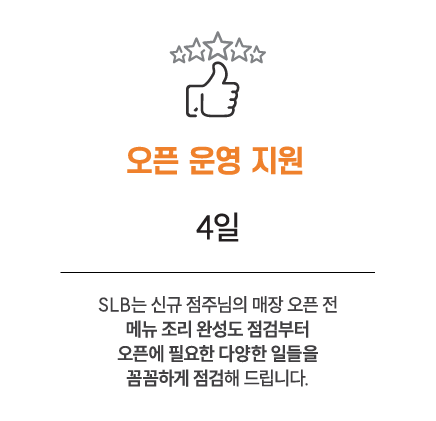 오픈 운영 지원
4일
SLB는 신규 점주님의 매장 오픈 전
메뉴 조리 완성도 점검부터
오픈에 필요한 다양한 일들을
꼼꼼하게 점검해 드립니다.